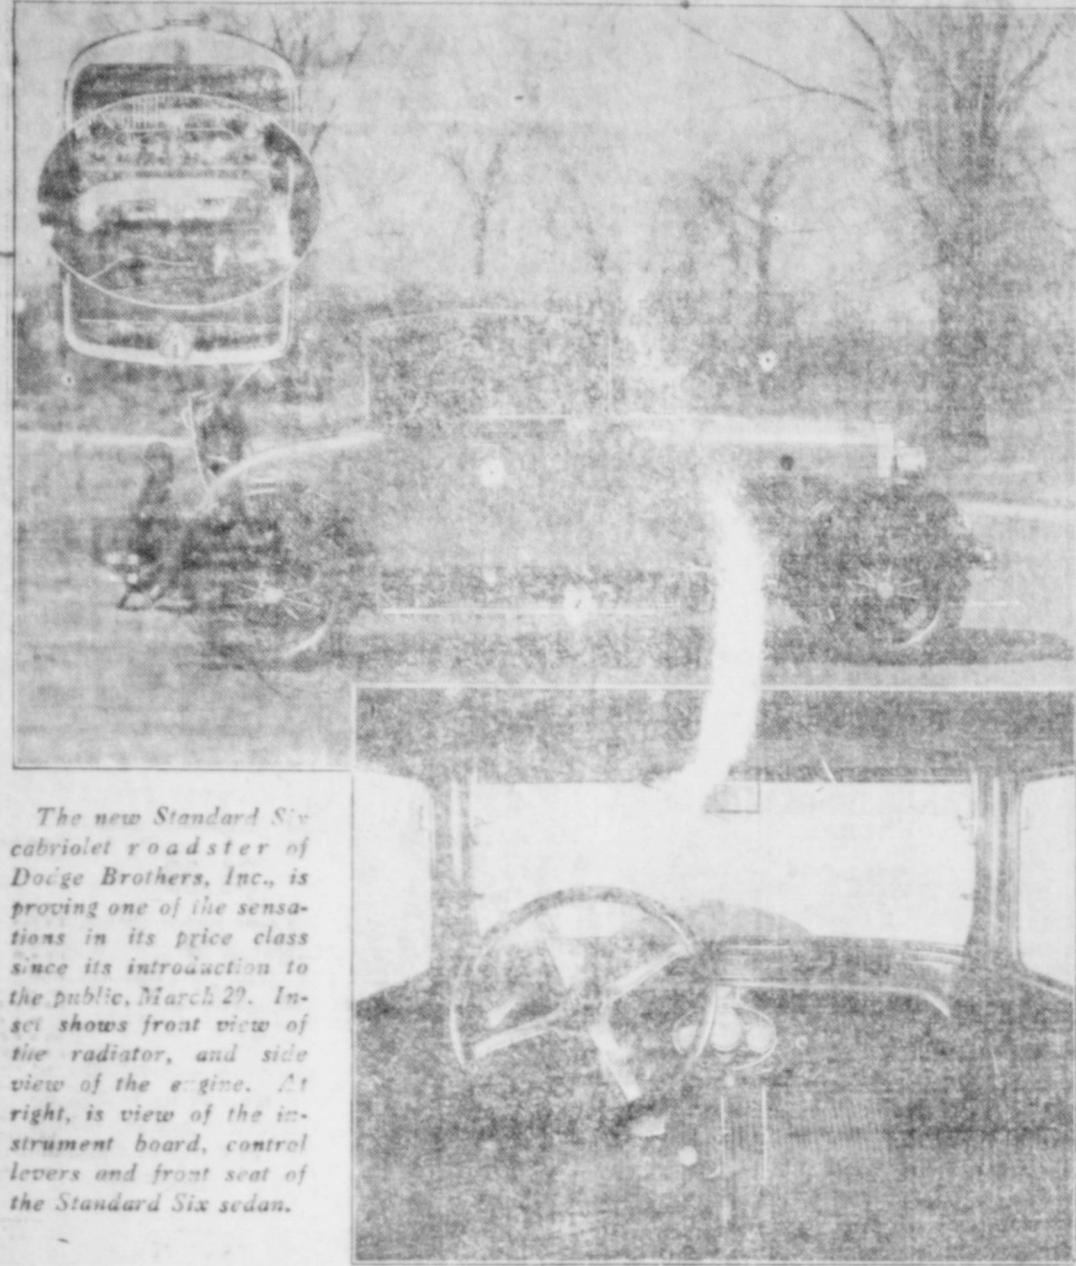 The new Standard Six
cabriolet roadster of
Dodge Brothers, Inc., is
proving one of the sensa-
tions in its price class
since its introduction to
the public, March 29. In-
set shows front view of
the radiator, and side
view of the engine. At
right, is view of the in-
strument board, control
levers and front seat of
the Standard Six sedan.